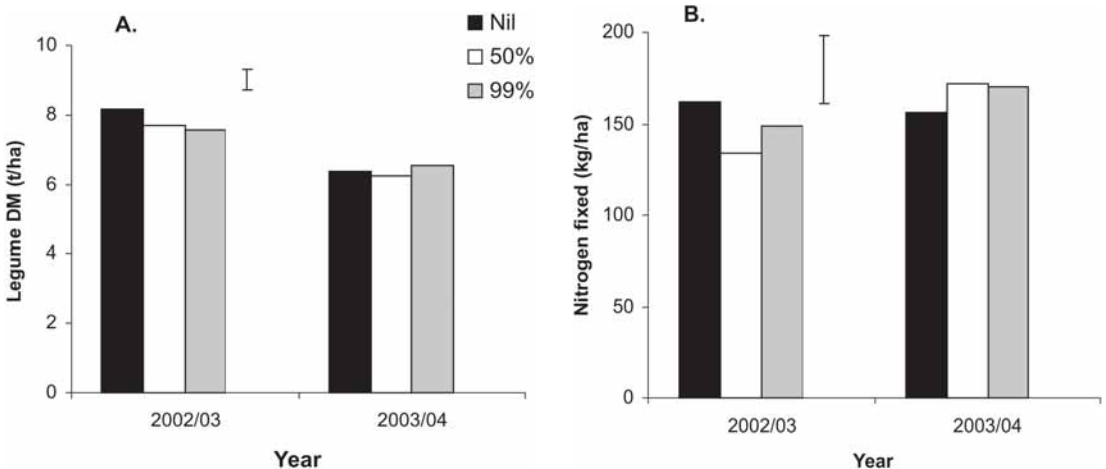 A.
Nil
50%
99%
10
8
6
4
2
0
Legume DM (t/ha)
2002/03
2003/04
Year
B.
200
150
100
50
0
Nitrogen fixed (kg/ha)
2002/03
2003/04
Year